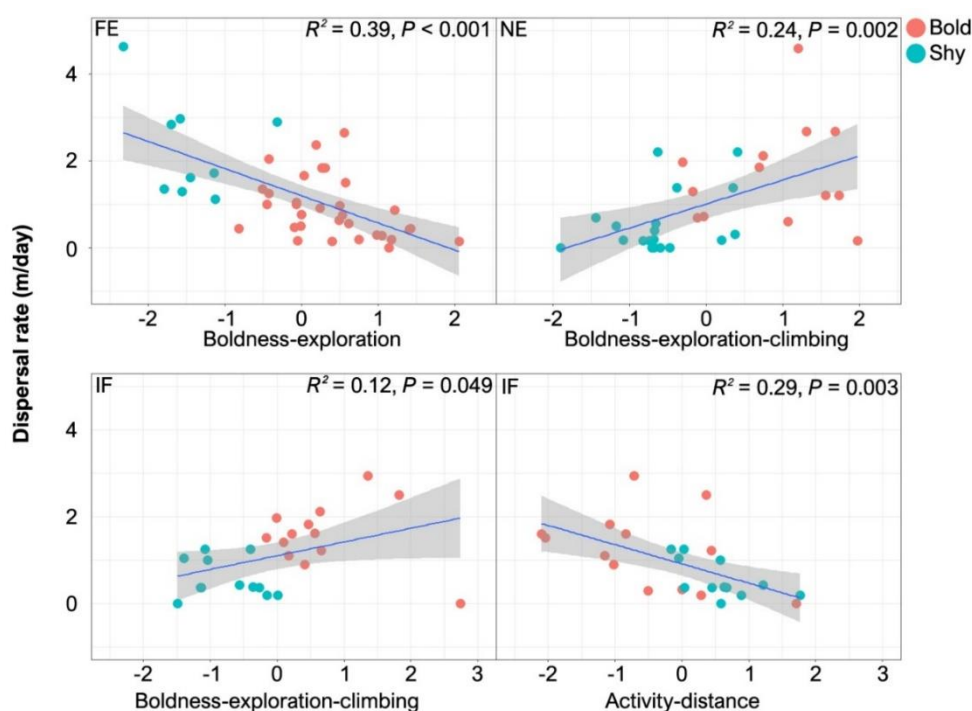 FE R² = 0.39, P < 0.001
NE R² = 0.24, P = 0.002
Bold
Shy
4
2
0
-2 -1 0 1 2
Boldness-exploration
-2 -1 0 1 2
Boldness-exploration-climbing
Dispersal rate (m/day)
IF R² = 0.12, P = 0.049
IF R² = 0.29, P = 0.003
4
2
0
-2 -1 0 1 2 3
Boldness-exploration-climbing
-2 -1 0 1 2 3
Activity-distance